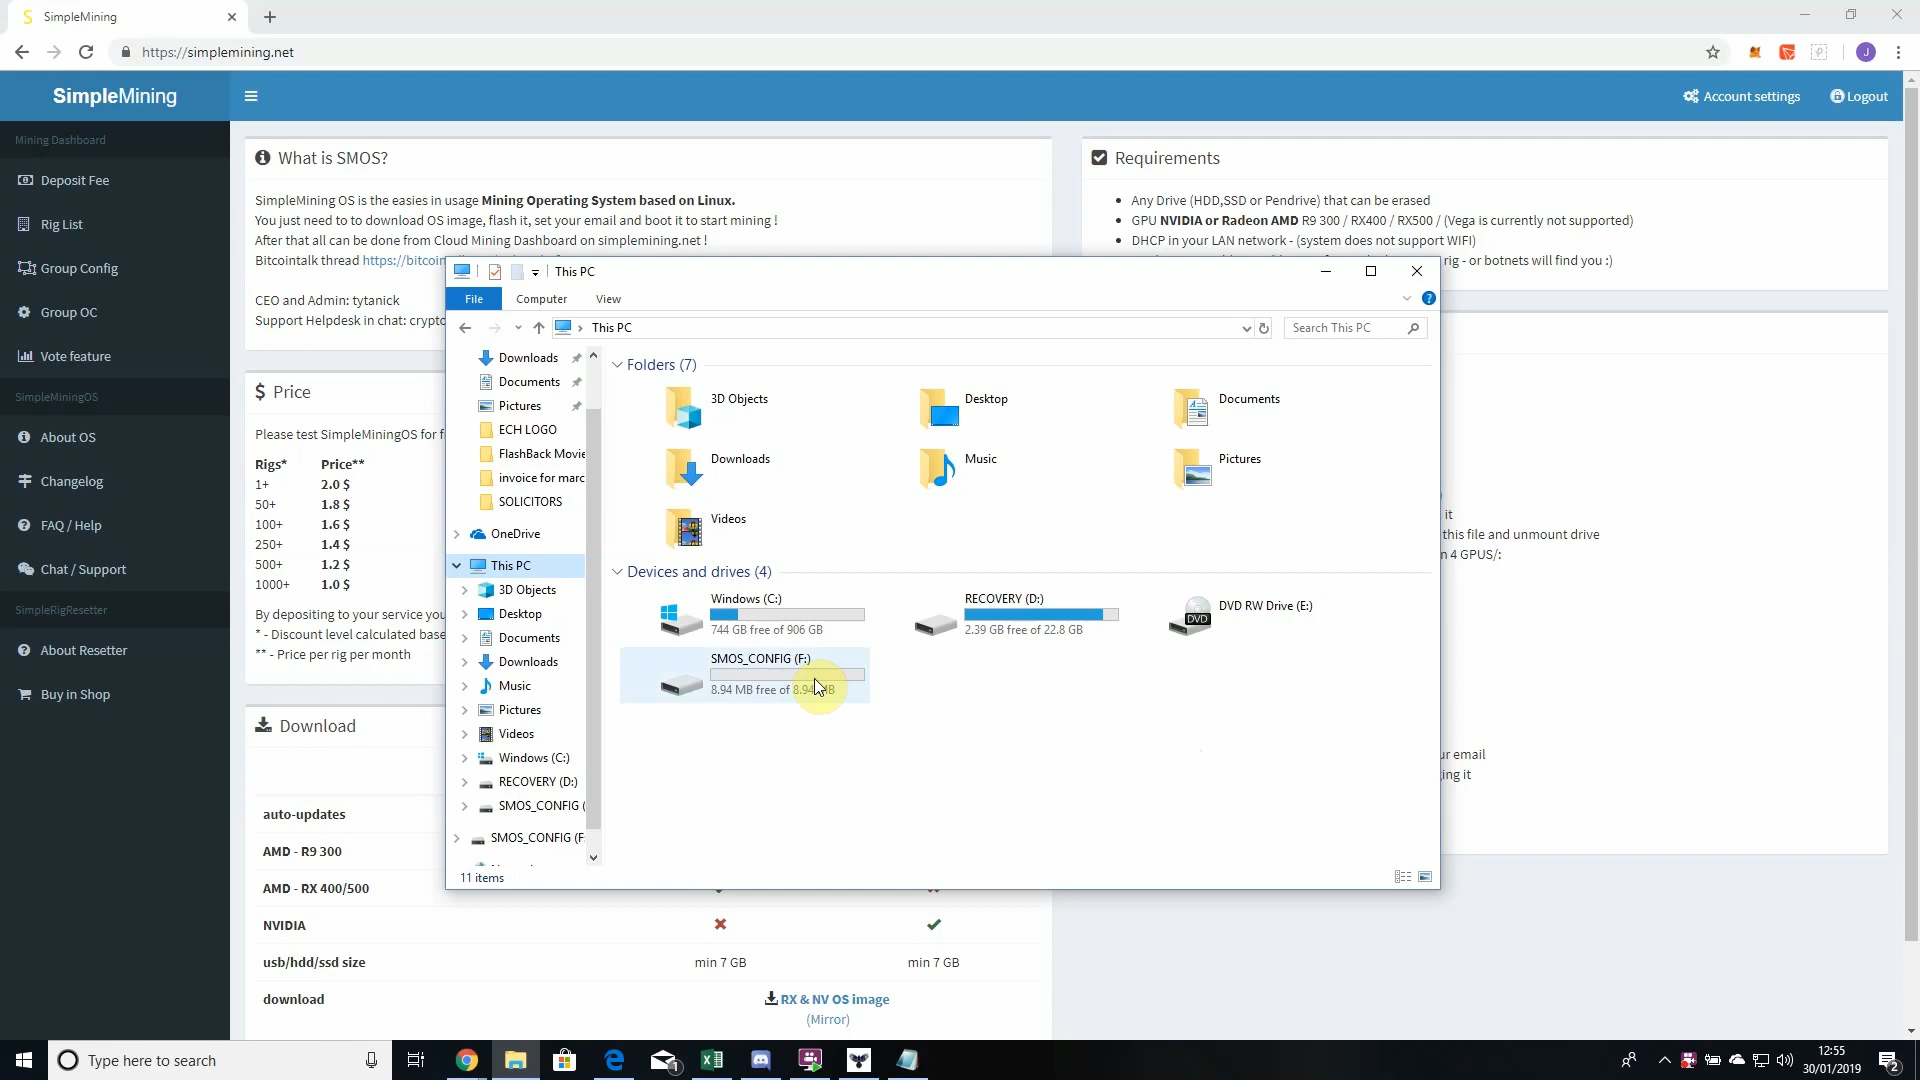 SimpleMining
https://simplemining.net
J
SimpleMining
Account settings
Logout
Mining Dashboard
Deposit Fee
Rig List
Group Config
Group OC
Vote feature
SimpleMiningOS
About OS
Changelog
FAQ / Help
Chat / Support
SimpleRigResetter
About Resetter
Buy in Shop
What is SMOS?
SimpleMining OS is the easies in usage Mining Operating System based on Linux.
You just need to to download OS image, flash it, set your email and boot it to start mining !
After that all can be done from Cloud Mining Dashboard on simplemining.net !
Bitcointalk thread https://bitcoin
CEO and Admin: tytanick
Support Helpdesk in chat: crypto
$ Price
Please test SimpleMiningOS for f
Rigs* Price**
1+ 2.0 $
50+ 1.8 $
100+ 1.6 $
250+ 1.4 $
500+ 1.2 $
1000+ 1.0 $
By depositing to your service you
* - Discount level calculated base
** - Price per rig per month
Download
auto-updates
AMD - R9 300
AMD - RX 400/500
NVIDIA
usb/hdd/ssd size min 7 GB min 7 GB
download RX & NV OS image
(Mirror)
Requirements
Any Drive (HDD,SSD or Pendrive) that can be erased
GPU NVIDIA or Radeon AMD R9 300 / RX400 / RX500 / (Vega is currently not supported)
DHCP in your LAN network - (system does not support WIFI)
rig - or botnets will find you :)
it
this file and unmount drive
n 4 GPUS/:
ur email
ing it
This PC
File Computer View
This PC
Search This PC
Downloads
Documents
Pictures
ECH LOGO
FlashBack Movie
invoice for marc
SOLICITORS
OneDrive
This PC
3D Objects
Desktop
Documents
Downloads
Music
Pictures
Videos
Windows (C:)
RECOVERY (D:)
SMOS_CONFIG (
SMOS_CONFIG (F:
Folders (7)
3D Objects
Desktop
Documents
Downloads
Music
Pictures
Videos
Devices and drives (4)
Windows (C:)
744 GB free of 906 GB
RECOVERY (D:)
2.39 GB free of 22.8 GB
DVD RW Drive (E:)
DVD
SMOS_CONFIG (F:)
8.94 MB free of 8.94 MB
11 items
Type here to search
1
12:55
30/01/2019
2